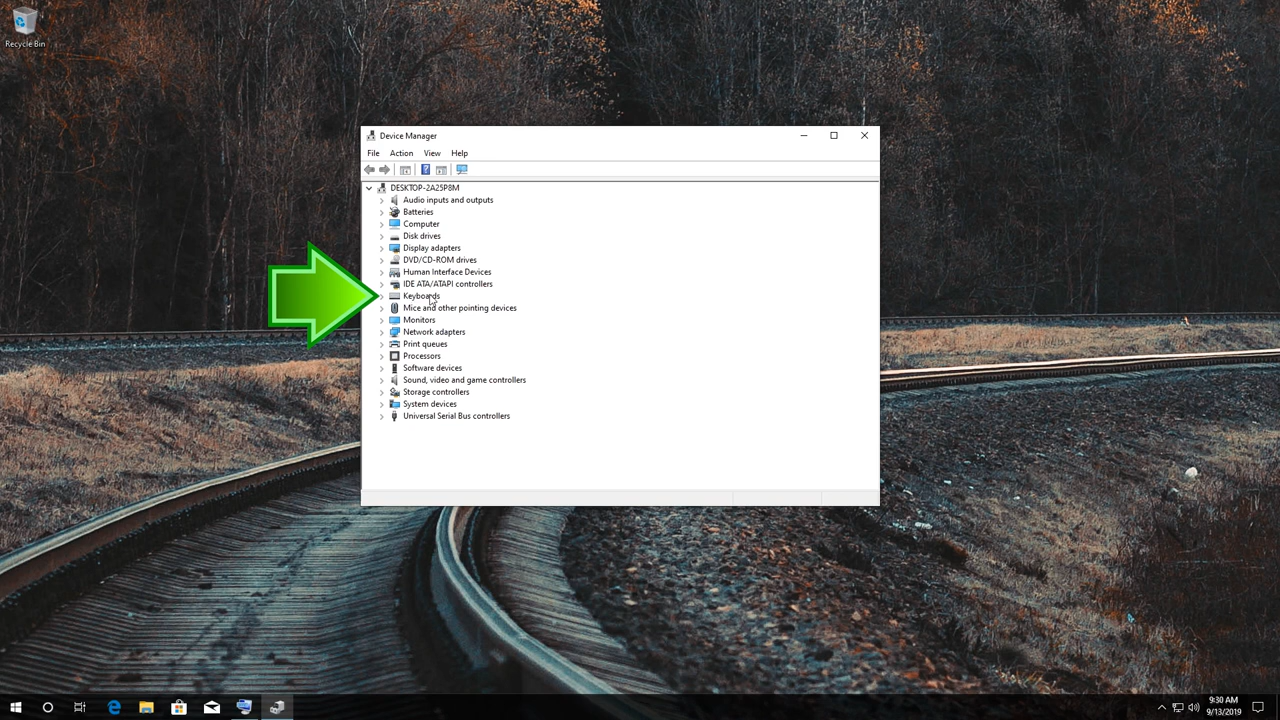 Recycle Bin
Device Manager
File Action View Help
DESKTOP-2A25P8M
Audio inputs and outputs
Batteries
Computer
Disk drives
Display adapters
DVD/CD-ROM drives
Human Interface Devices
IDE ATA/ATAPI controllers
Keyboards
Mice and other pointing devices
Monitors
Network adapters
Print queues
Processors
Software devices
Sound, video and game controllers
Storage controllers
System devices
Universal Serial Bus controllers
9:30 AM
9/13/2019